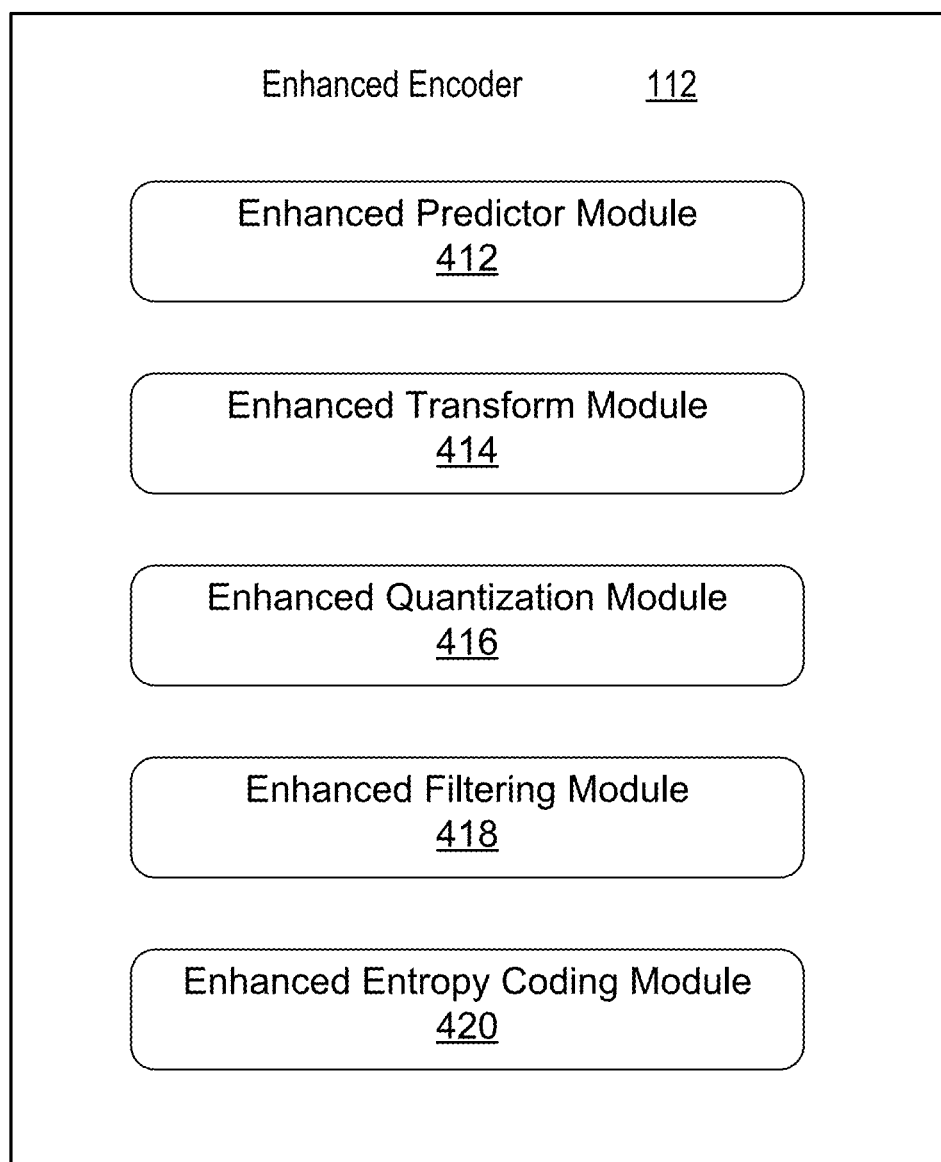 Enhanced Encoder 112
Enhanced Predictor Module
412
Enhanced Transform Module
414
Enhanced Quantization Module
416
Enhanced Filtering Module
418
Enhanced Entropy Coding Module
420